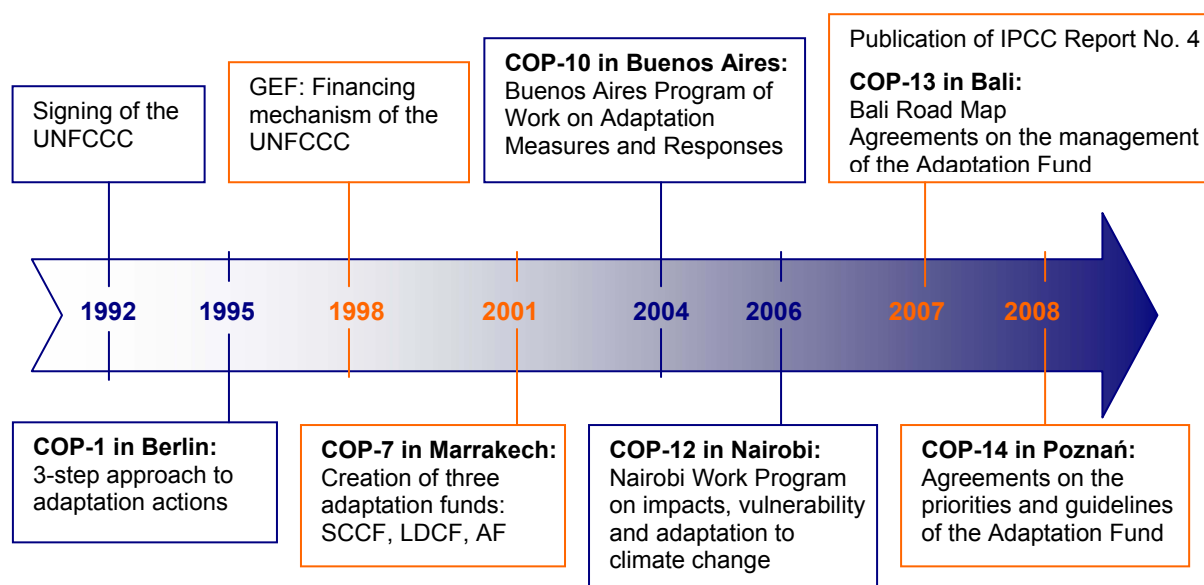 Signing of the
UNFCCC
GEF: Financing
mechanism of the
UNFCCC
COP-10 in Buenos Aires:
Buenos Aires Program of
Work on Adaptation
Measures and Responses
Publication of IPCC Report No. 4
COP-13 in Bali:
Bali Road Map
Agreements on the management
of the Adaptation Fund
1992 1995 1998 2001 2004 2006 2007 2008
COP-1 in Berlin:
3-step approach to
adaptation actions
COP-7 in Marrakech:
Creation of three
adaptation funds:
SCCF, LDCF, AF
COP-12 in Nairobi:
Nairobi Work Program
on impacts, vulnerability
and adaptation to
climate change
COP-14 in Poznań:
Agreements on the
priorities and guidelines
of the Adaptation Fund